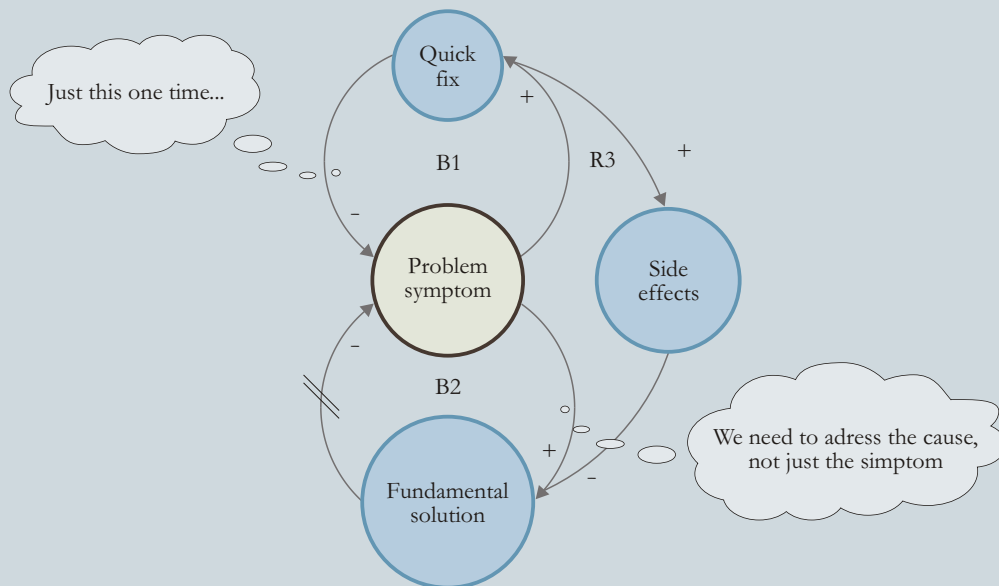 Quick
fix
Just this one time...
+
B1
R3
+
-
Problem
symptom
Side
effects
-
B2
We need to adress the cause,
not just the simptom
+
-
Fundamental
solution